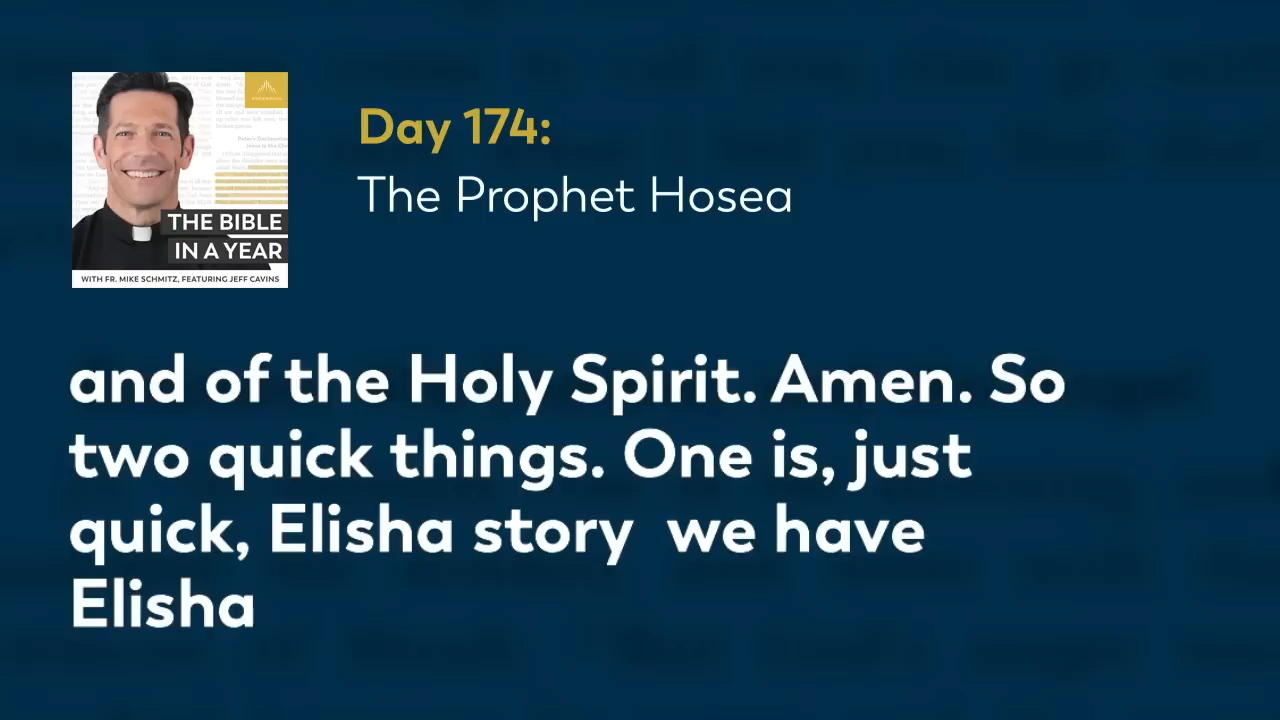 Day 174:
The Prophet Hosea
THE BIBLE
IN A YEAR
WITH FR. MIKE SCHMITZ, FEATURING JEFF CAVINS
and of the Holy Spirit. Amen. So
two quick things. One is, just
quick, Elisha story we have
Elisha